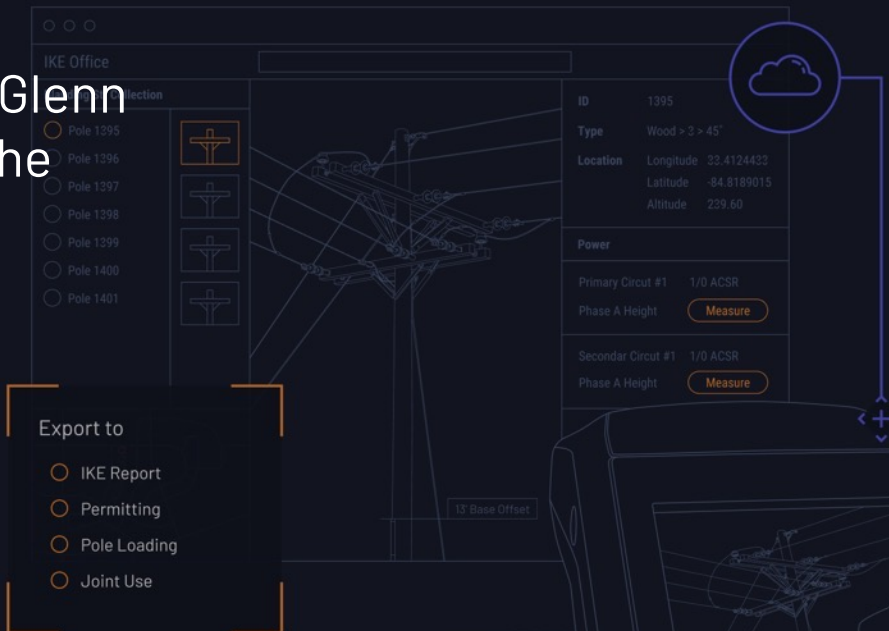 IKE Office
Glenn
Collection
he
Pole 1395
Pole 1396
Pole 1397
Pole 1398
Pole 1399
Pole 1400
Pole 1401
ID 1395
Type Wood > 3 > 45"
Location Longitude 33.4124433
Latitude -84.8189015
Altitude 239.60
Power
Primary Circut #1 1/0 ACSR
Phase A Height Measure
Secondar Circut #1 1/0 ACSR
Phase A Height Measure
13' Base Offset
Export to
IKE Report
Permitting
Pole Loading
Joint Use